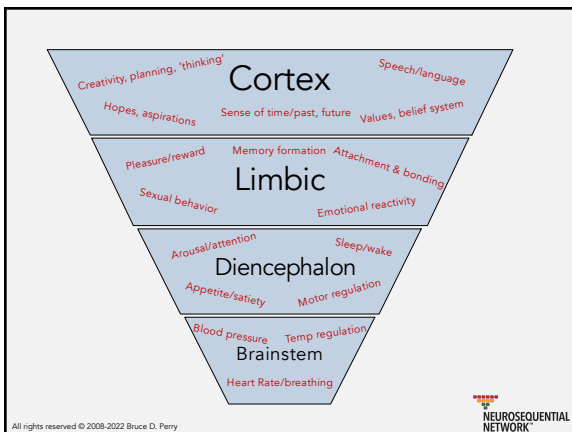 Creativity, planning, 'thinking'
Cortex
Speech/language
Hopes, aspirations
Sense of time/past, future
Values, belief system
Pleasure/reward
Memory formation
Attachment & bonding
Limbic
Sexual behavior
Emotional reactivity
Arousal/attention
Sleep/wake
Diencephalon
Appetite/satiety
Motor regulation
Blood pressure
Temp regulation
Brainstem
Heart Rate/breathing
All rights reserved © 2008-2022 Bruce D. Perry
NEUROSEQUENTIAL
NETWORK™